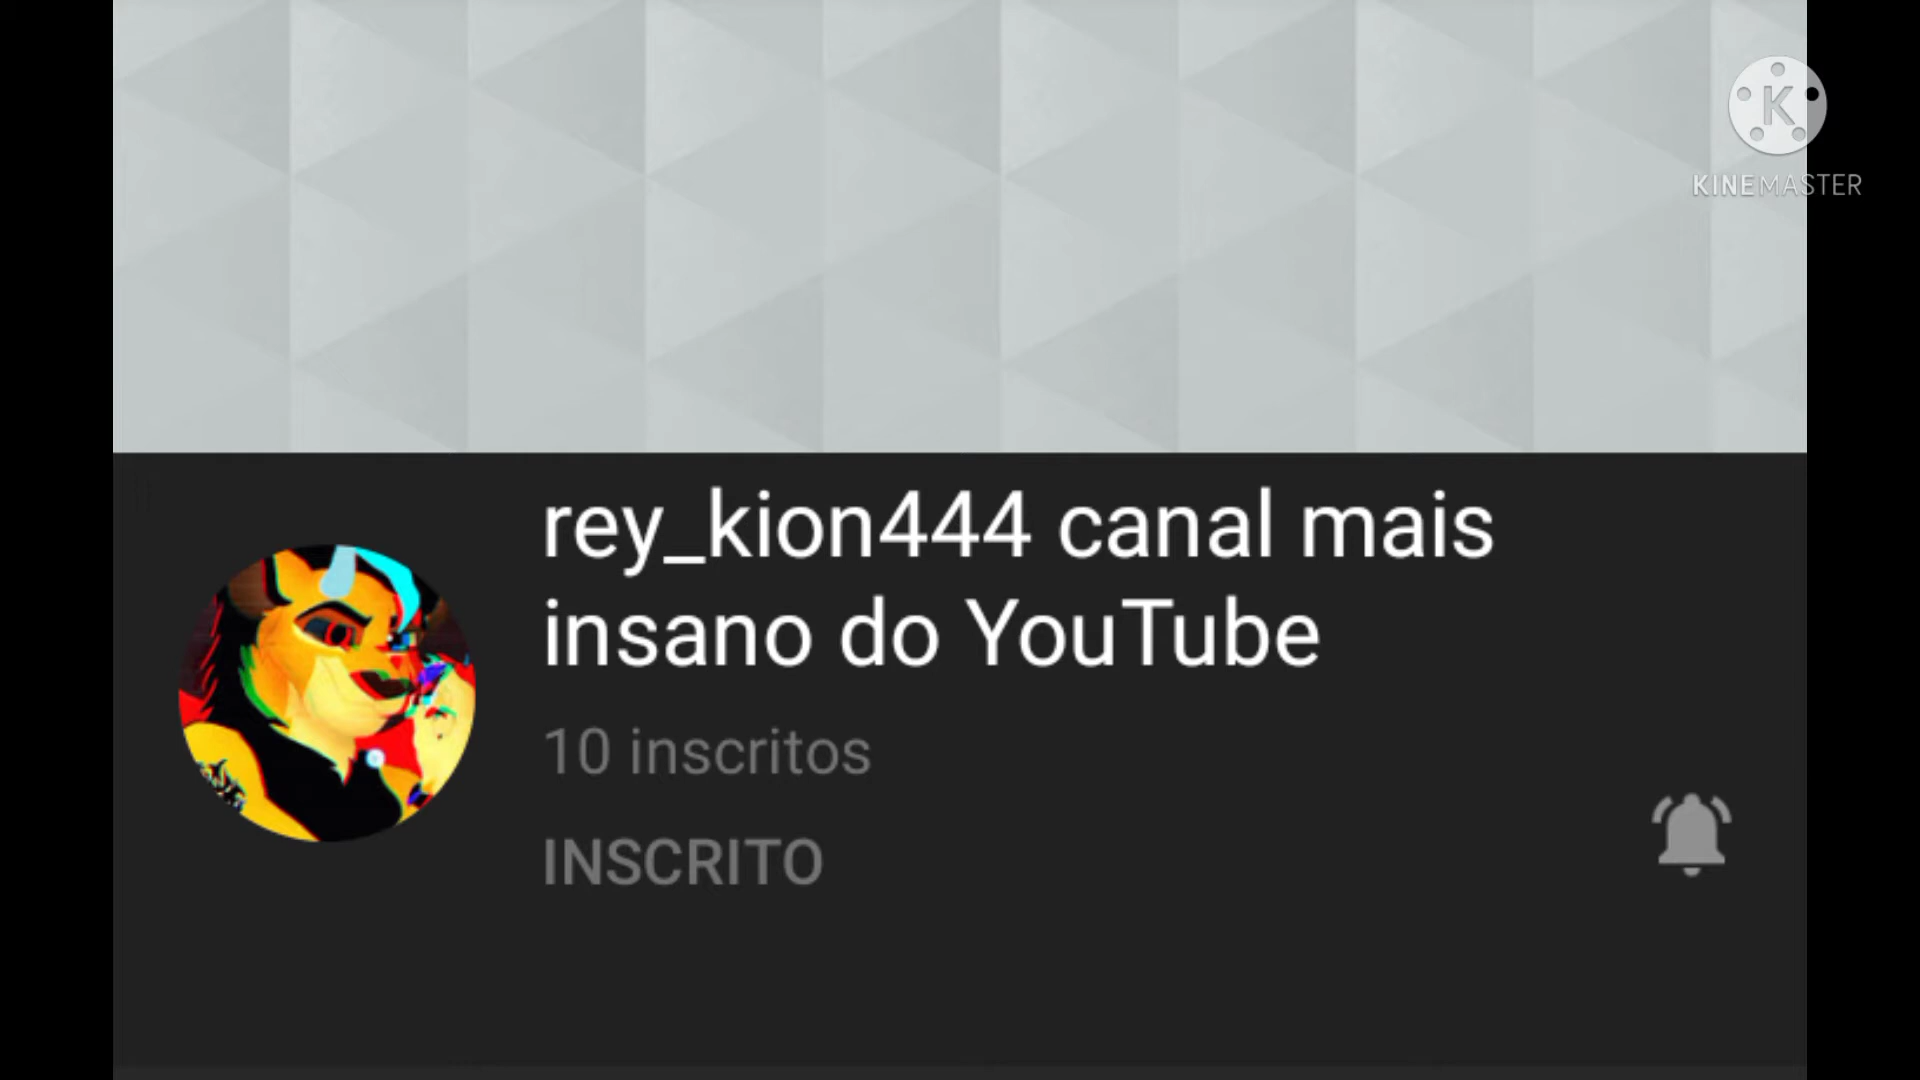 K
KINEMASTER
rey_kion444 canal mais
insano do YouTube
10 inscritos
INSCRITO